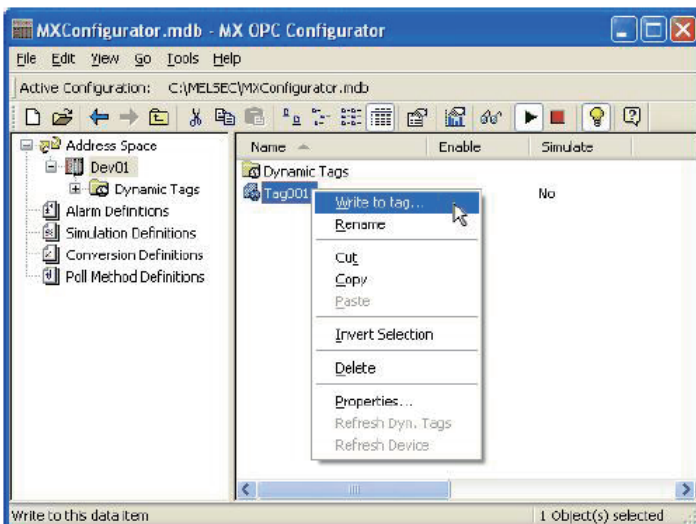 MXConfigurator.mdb - MX OPC Configurator
File Edit View Go Tools Help
Active Configuration: C:\MELSEC\MXConfigurator.mdb
Address Space
Dev01
Dynamic Tags
Alarm Definitions
Simulation Definitions
Conversion Definitions
Poll Method Definitions
Name Enable Simulate
Dynamic Tags
Tag001 No
Write to tag...
Rename
Cut
Copy
Paste
Invert Selection
Delete
Properties...
Refresh Dyn. Tags
Refresh Device
Write to this data item 1 Object(s) selected